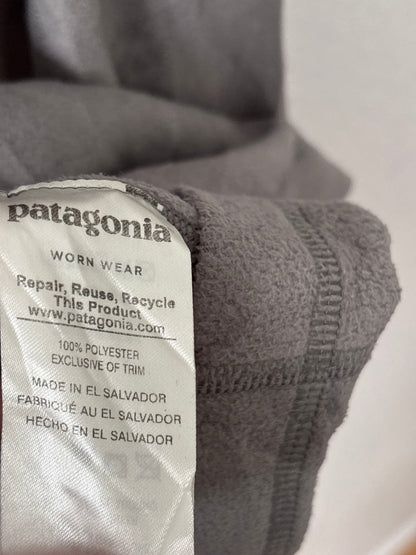 patagonia
WORN WEAR
Repair, Reuse, Recycle
This Product
www.patagonia.com
100% POLYESTER
EXCLUSIVE OF TRIM
MADE IN EL SALVADOR
FABRIQUÉ AU EL SALVADOR
HECHO EN EL SALVADOR